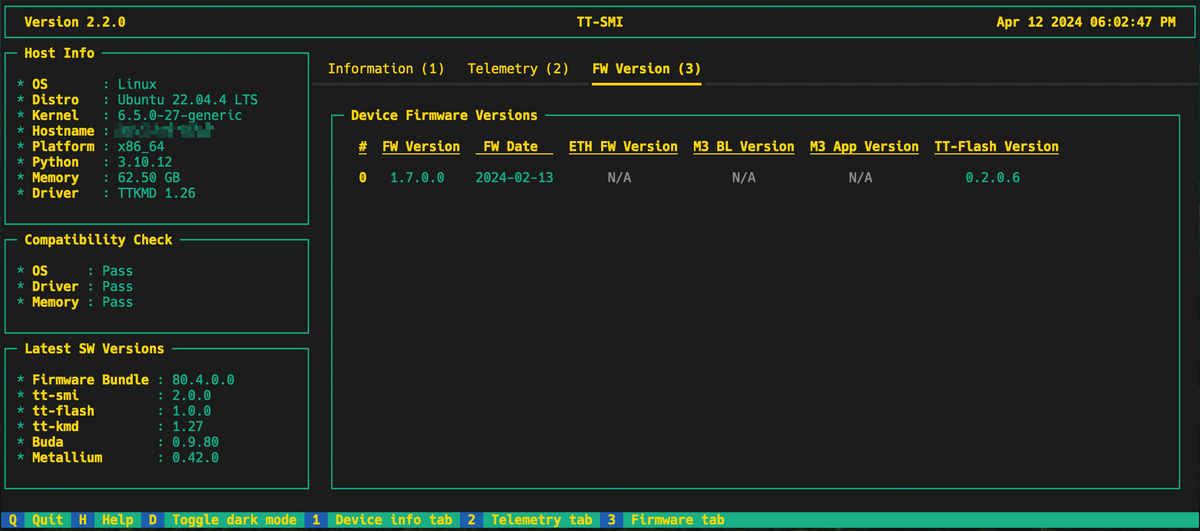 Version 2.2.0 TT-SMI Apr 12 2024 06:02:47 PM
Host Info
* OS : Linux
* Distro : Ubuntu 22.04.4 LTS
* Kernel : 6.5.0-27-generic
* Hostname :
* Platform : x86_64
* Python : 3.10.12
* Memory : 62.50 GB
* Driver : TTKMD 1.26
Compatibility Check
* OS : Pass
* Driver : Pass
* Memory : Pass
Latest SW Versions
* Firmware Bundle : 80.4.0.0
* tt-smi : 2.0.0
* tt-flash : 1.0.0
* tt-kmd : 1.27
* Buda : 0.9.80
* Metallium : 0.42.0
Information (1) Telemetry (2) FW Version (3)
Device Firmware Versions
# FW Version FW Date ETH FW Version M3 BL Version M3 App Version TT-Flash Version
0 1.7.0.0 2024-02-13 N/A N/A N/A 0.2.0.6
Q Quit H Help D Toggle dark mode 1 Device info tab 2 Telemetry tab 3 Firmware tab